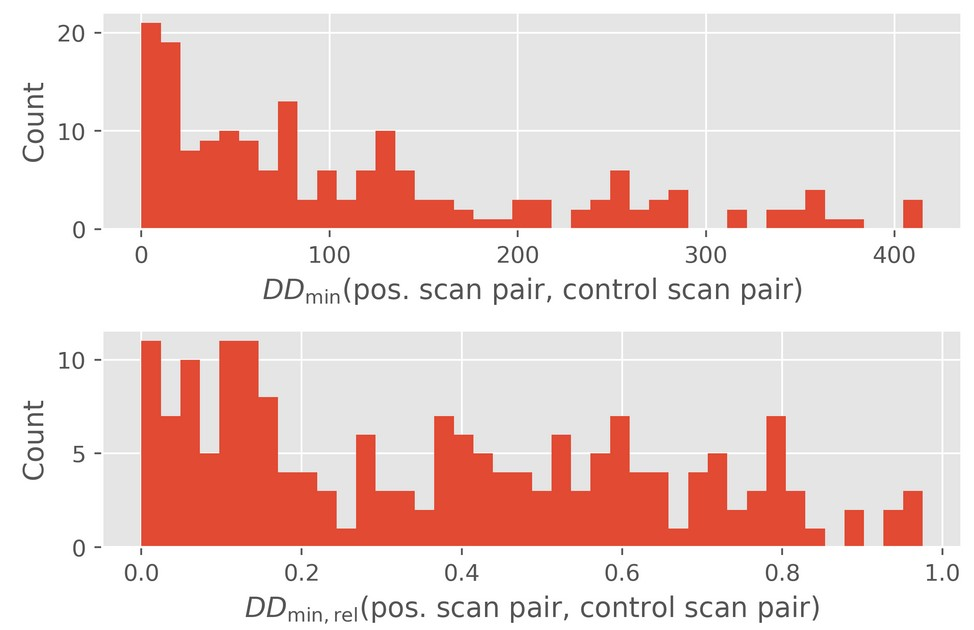 20
10
0
Count
0 100 200 300 400
DD_min(pos. scan pair, control scan pair)
10
5
0
Count
0.0 0.2 0.4 0.6 0.8 1.0
DD_min, rel(pos. scan pair, control scan pair)